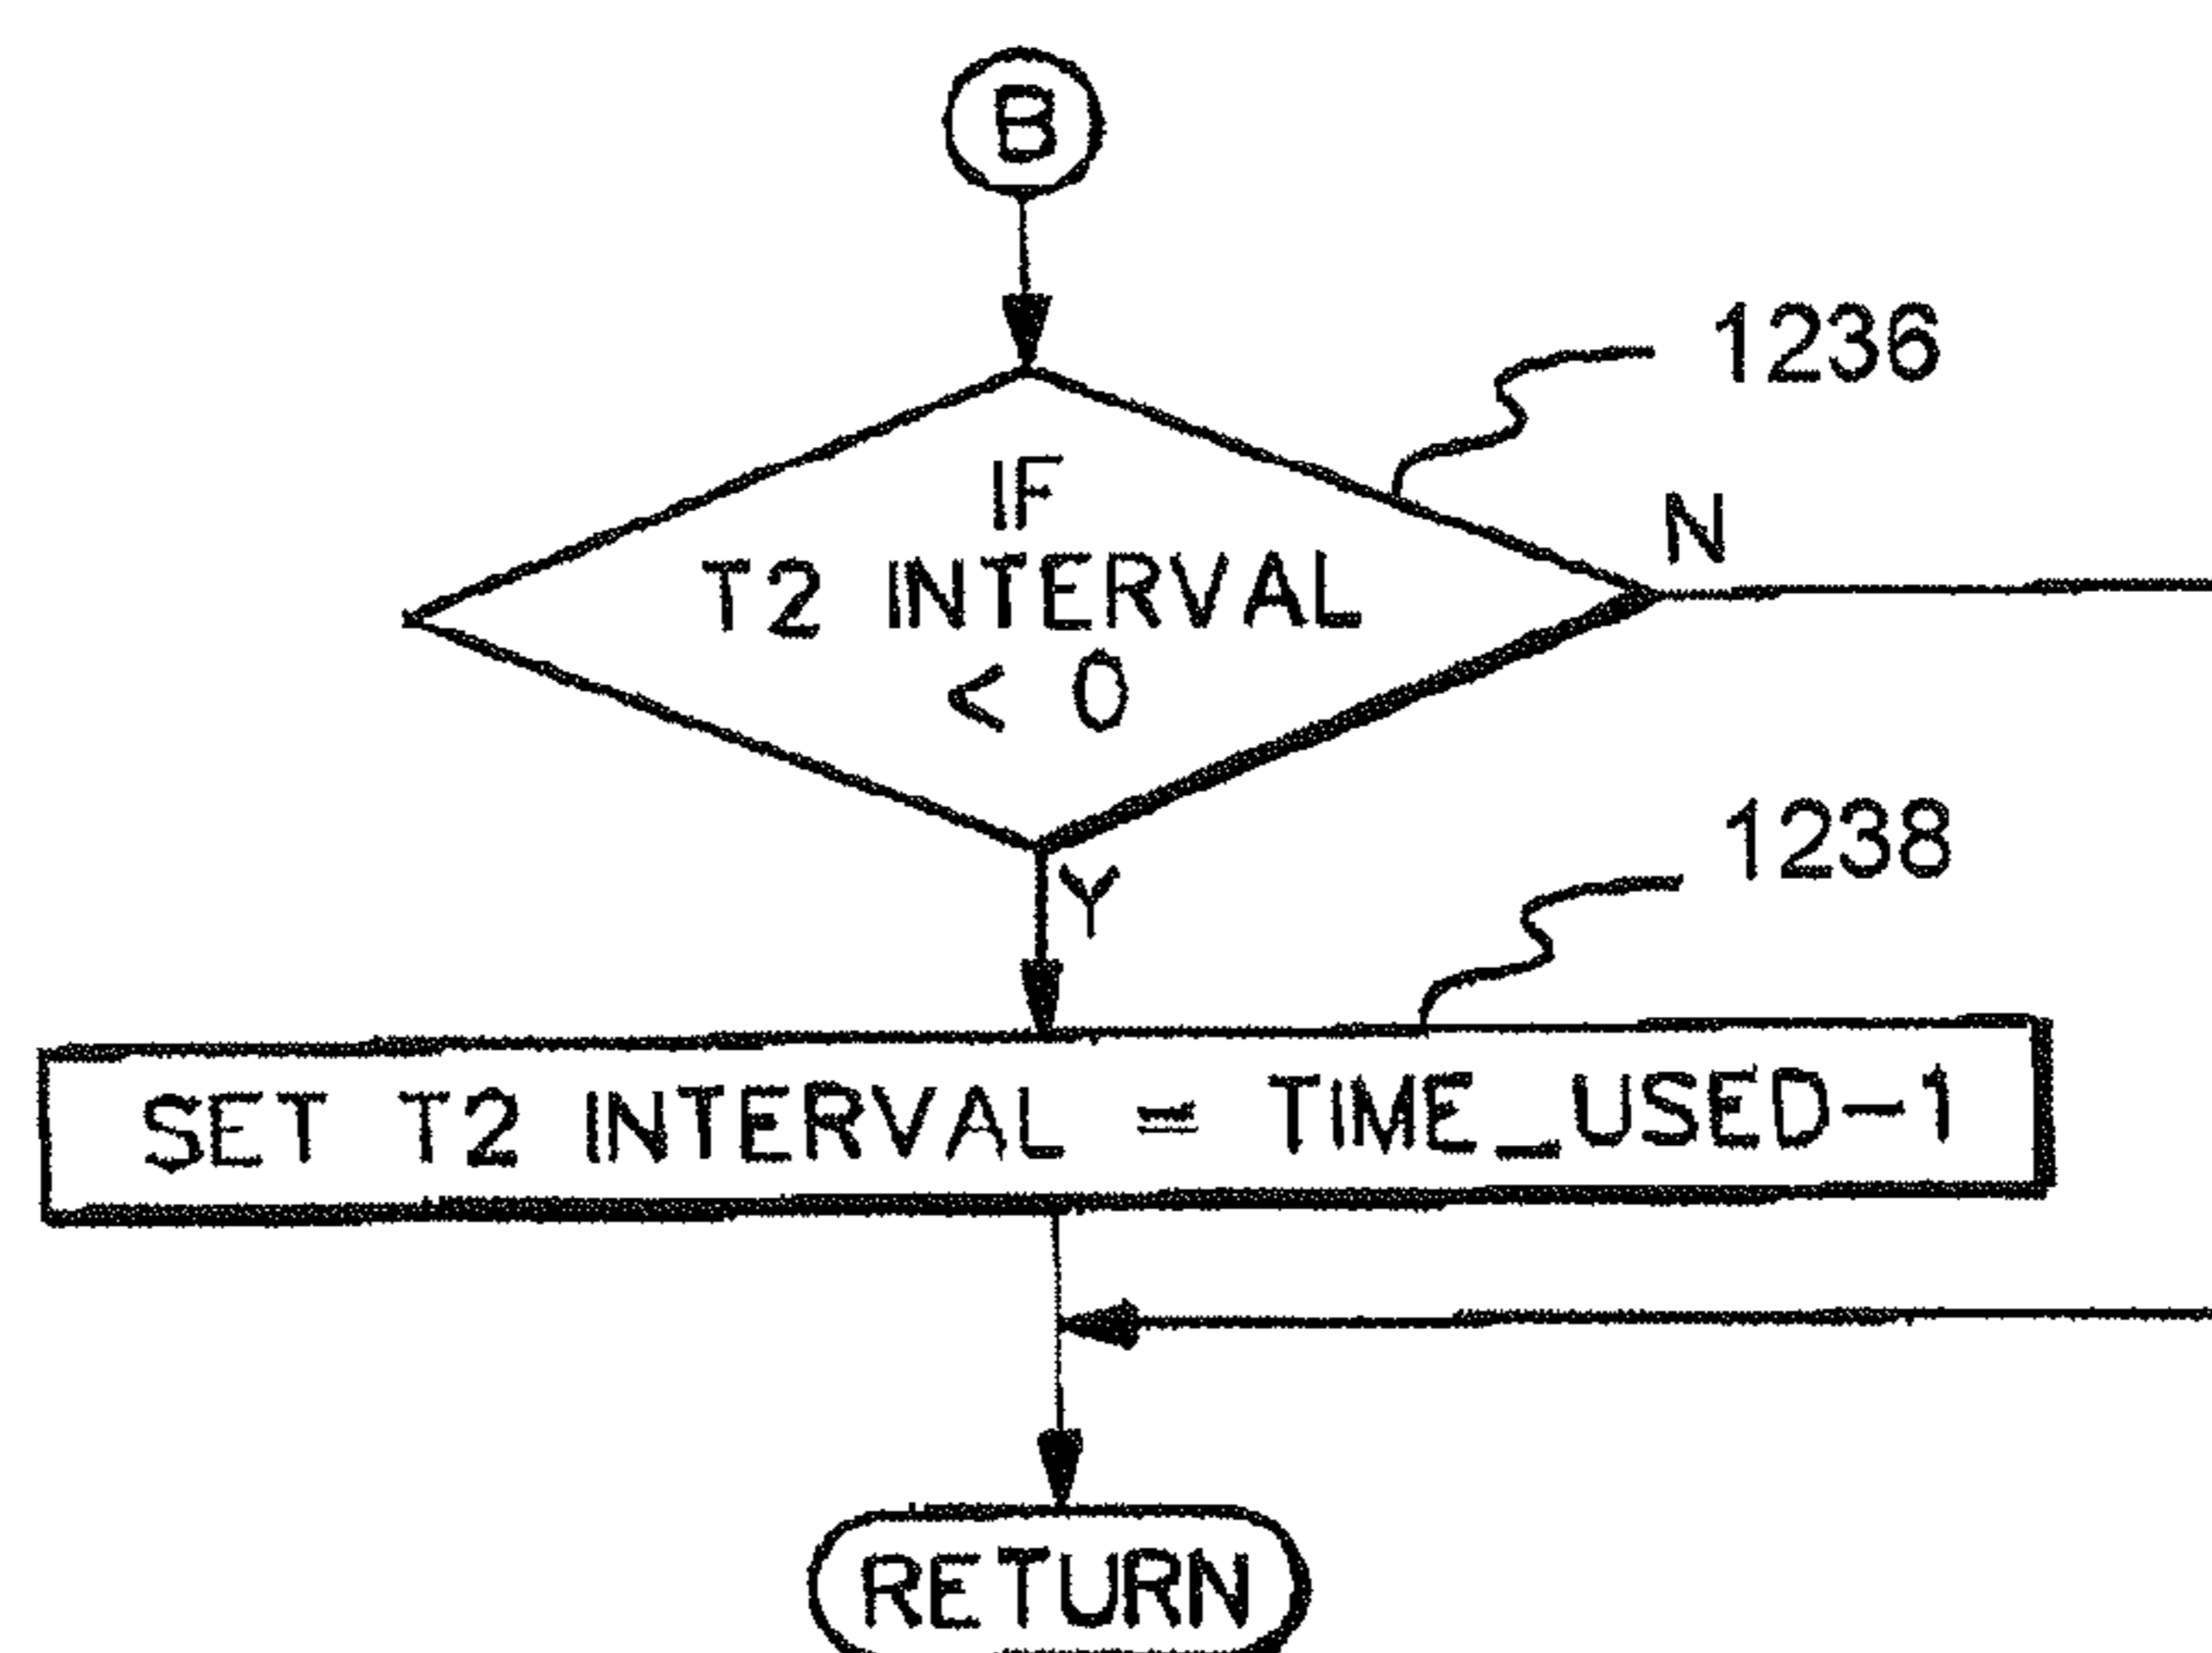 B
1236
IF
T2 INTERVAL
< 0
N
Y
1238
SET T2 INTERVAL = TIME_USED-1
RETURN